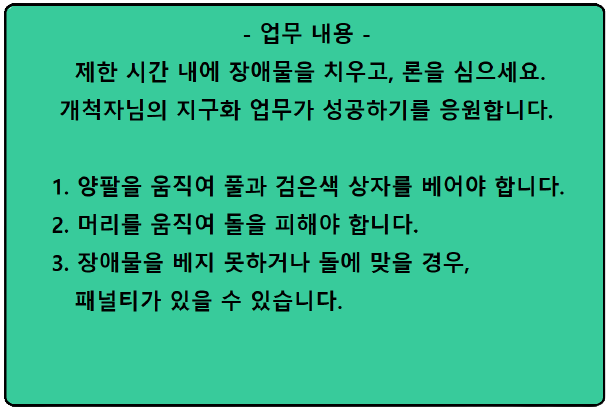 - 업무 내용 -
제한 시간 내에 장애물을 치우고, 론을 심으세요.
개척자님의 지구화 업무가 성공하기를 응원합니다.
1. 양팔을 움직여 풀과 검은색 상자를 베어야 합니다.
2. 머리를 움직여 돌을 피해야 합니다.
3. 장애물을 베지 못하거나 돌에 맞을 경우,
패널티가 있을 수 있습니다.